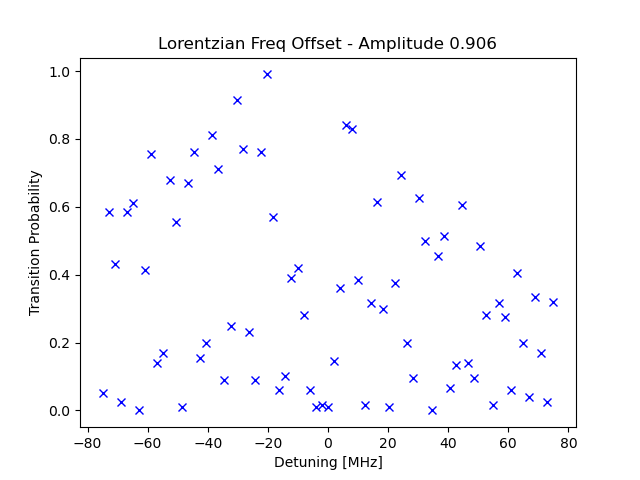 Lorentzian Freq Offset - Amplitude 0.906
Transition Probability
1.0
0.8
0.6
0.4
0.2
0.0
−80 −60 −40 −20 0 20 40 60 80
Detuning [MHz]